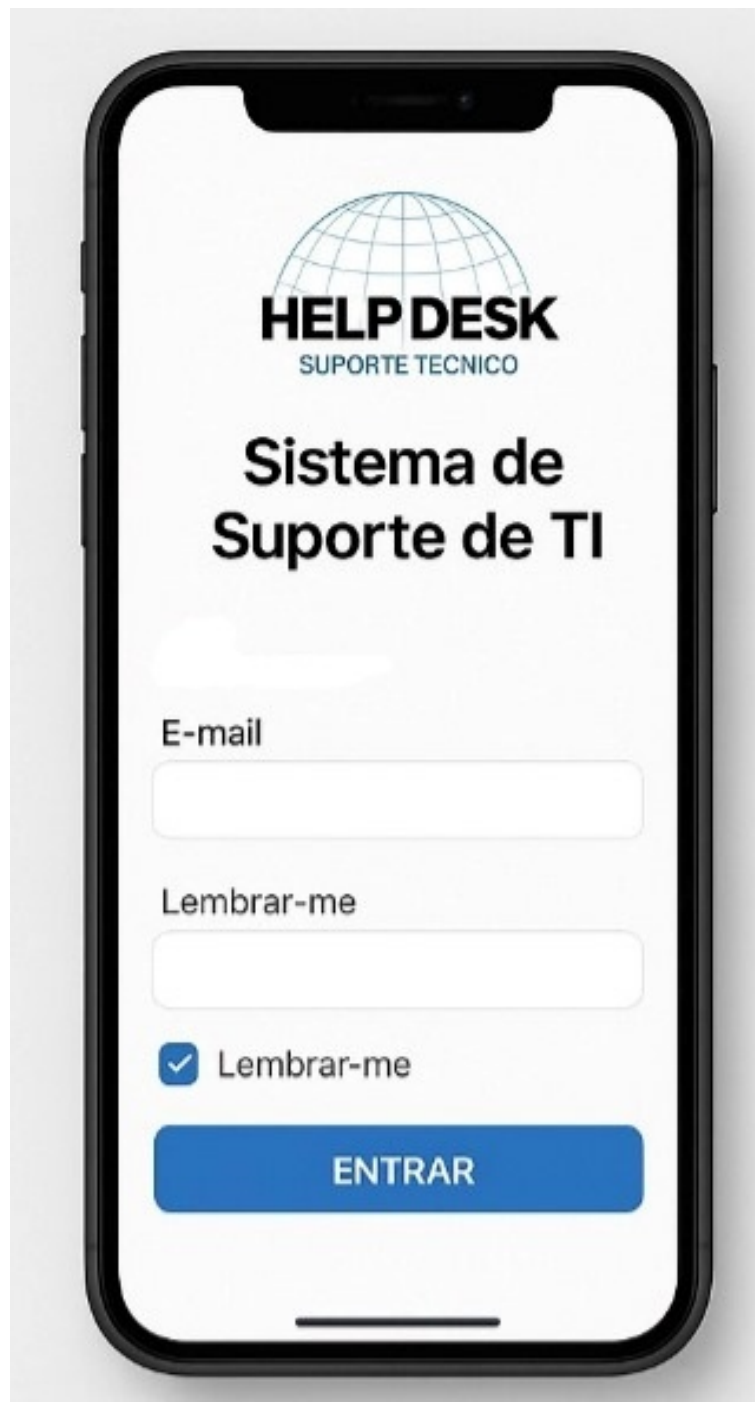 HELP DESK
SUPORTE TECNICO
Sistema de
Suporte de TI
E-mail
Lembrar-me
Lembrar-me
ENTRAR